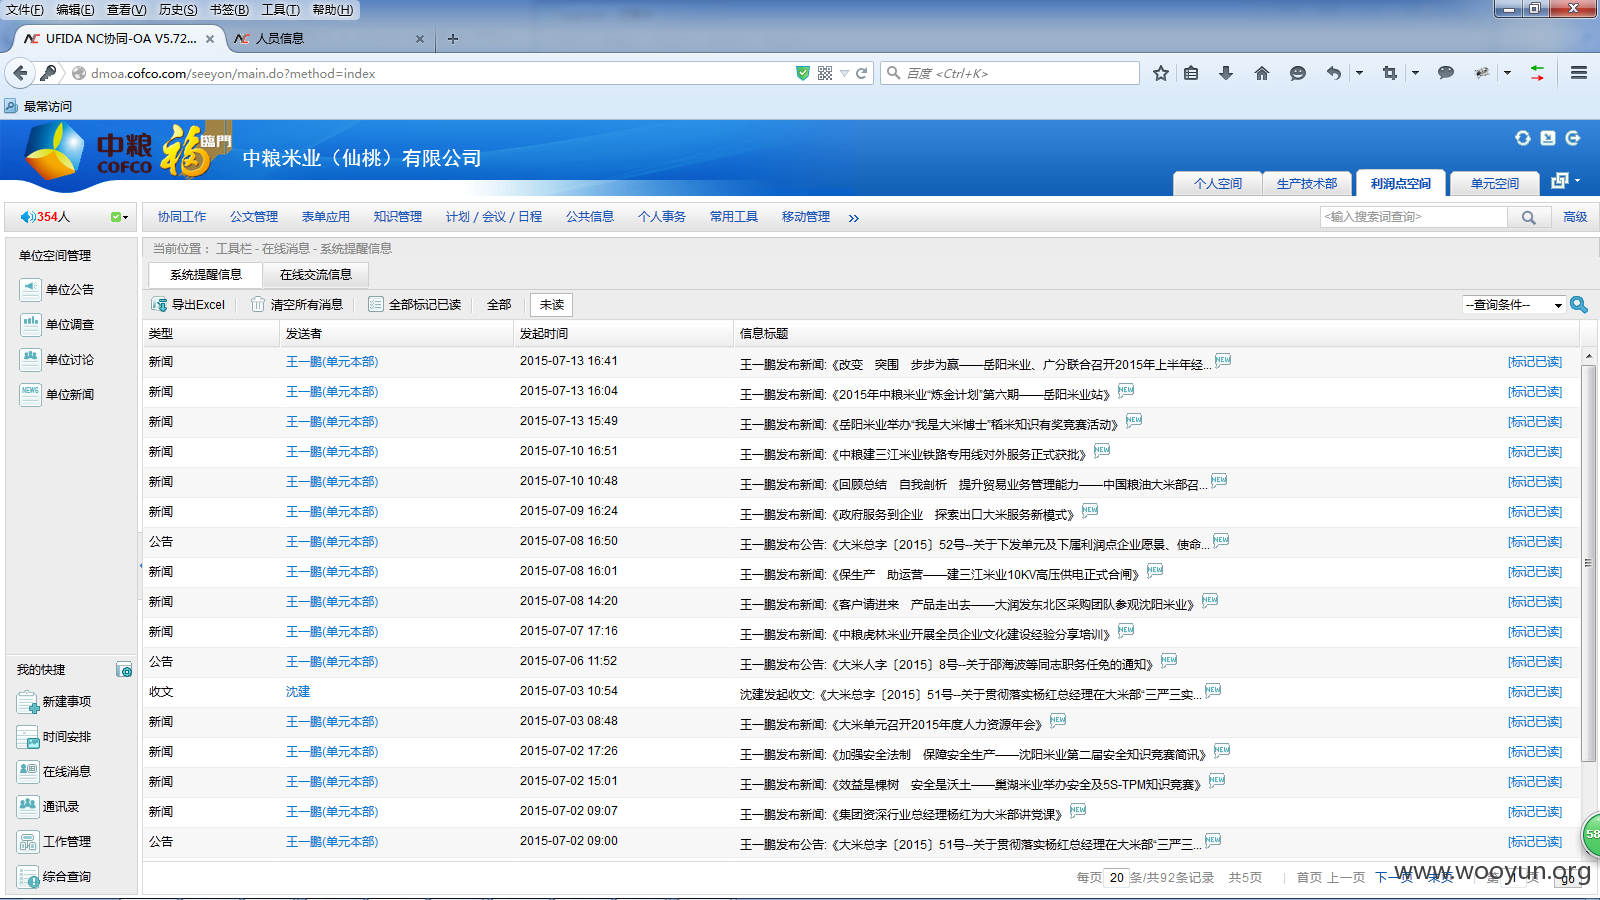 文件(F) 编辑(E) 查看(V) 历史(S) 书签(B) 工具(T) 帮助(H)
UFIDA NC协同-OA V5.72... × 人员信息 × +
dmoa.cofco.com/seeyon/main.do?method=index 百度 <Ctrl+K>
最常访问
中粮 COFCO 福 臨門 中粮米业（仙桃）有限公司
个人空间 生产技术部 利润点空间 单元空间
354人 协同工作 公文管理 表单应用 知识管理 计划 / 会议 / 日程 公共信息 个人事务 常用工具 移动管理 » <输入搜索词查询> 高级
单位空间管理
单位公告
单位调查
单位讨论
单位新闻
我的快捷
新建事项
时间安排
在线消息
通讯录
工作管理
综合查询
当前位置： 工具栏 - 在线消息 - 系统提醒信息
系统提醒信息 在线交流信息
导出Excel 清空所有消息 全部标记已读 全部 未读 --查询条件--
类型 发送者 发起时间 信息标题
新闻 王一鹏(单元本部) 2015-07-13 16:41 王一鹏发布新闻:《改变 突围 步步为赢——岳阳米业、广分联合召开2015年上半年经... NEW [标记已读]
新闻 王一鹏(单元本部) 2015-07-13 16:04 王一鹏发布新闻:《2015年中粮米业“炼金计划”第六期——岳阳米业站》 NEW [标记已读]
新闻 王一鹏(单元本部) 2015-07-13 15:49 王一鹏发布新闻:《岳阳米业举办“我是大米博士”稻米知识有奖竞赛活动》 NEW [标记已读]
新闻 王一鹏(单元本部) 2015-07-10 16:51 王一鹏发布新闻:《中粮建三江米业铁路专用线对外服务正式获批》 NEW [标记已读]
新闻 王一鹏(单元本部) 2015-07-10 10:48 王一鹏发布新闻:《回顾总结 自我剖析 提升贸易业务管理能力——中国粮油大米部召... NEW [标记已读]
新闻 王一鹏(单元本部) 2015-07-09 16:24 王一鹏发布新闻:《政府服务到企业 探索出口大米服务新模式》 NEW [标记已读]
公告 王一鹏(单元本部) 2015-07-08 16:50 王一鹏发布公告:《大米总字〔2015〕52号--关于下发单元及下属利润点企业愿景、使命... NEW [标记已读]
新闻 王一鹏(单元本部) 2015-07-08 16:01 王一鹏发布新闻:《保生产 助运营——建三江米业10KV高压供电正式合闸》 NEW [标记已读]
新闻 王一鹏(单元本部) 2015-07-08 14:20 王一鹏发布新闻:《客户请进来 产品走出去——大润发东北区采购团队参观沈阳米业》 NEW [标记已读]
新闻 王一鹏(单元本部) 2015-07-07 17:16 王一鹏发布新闻:《中粮虎林米业开展全员企业文化建设经验分享培训》 NEW [标记已读]
公告 王一鹏(单元本部) 2015-07-06 11:52 王一鹏发布公告:《大米人字〔2015〕8号--关于邵海波等同志职务任免的通知》 NEW [标记已读]
收文 沈建 2015-07-03 10:54 沈建发起收文:《大米总字〔2015〕51号--关于贯彻落实杨红总经理在大米部“三严三实... NEW [标记已读]
新闻 王一鹏(单元本部) 2015-07-03 08:48 王一鹏发布新闻:《大米单元召开2015年度人力资源年会》 NEW [标记已读]
新闻 王一鹏(单元本部) 2015-07-02 17:26 王一鹏发布新闻:《加强安全法制 保障安全生产——沈阳米业第二届安全知识竞赛简讯》 NEW [标记已读]
新闻 王一鹏(单元本部) 2015-07-02 15:01 王一鹏发布新闻:《效益是棵树 安全是沃土——巢湖米业举办安全及5S-TPM知识竞赛》 NEW [标记已读]
新闻 王一鹏(单元本部) 2015-07-02 09:07 王一鹏发布新闻:《集团资深行业总经理杨红为大米部讲党课》 NEW [标记已读]
公告 王一鹏(单元本部) 2015-07-02 09:00 王一鹏发布公告:《大米总字〔2015〕51号--关于贯彻落实杨红总经理在大米部“三严三... NEW [标记已读]
58
每页 20 条/共92条记录 共5页 首页 上一页 下一页 末页 第 1 页 go
www.wooyun.org